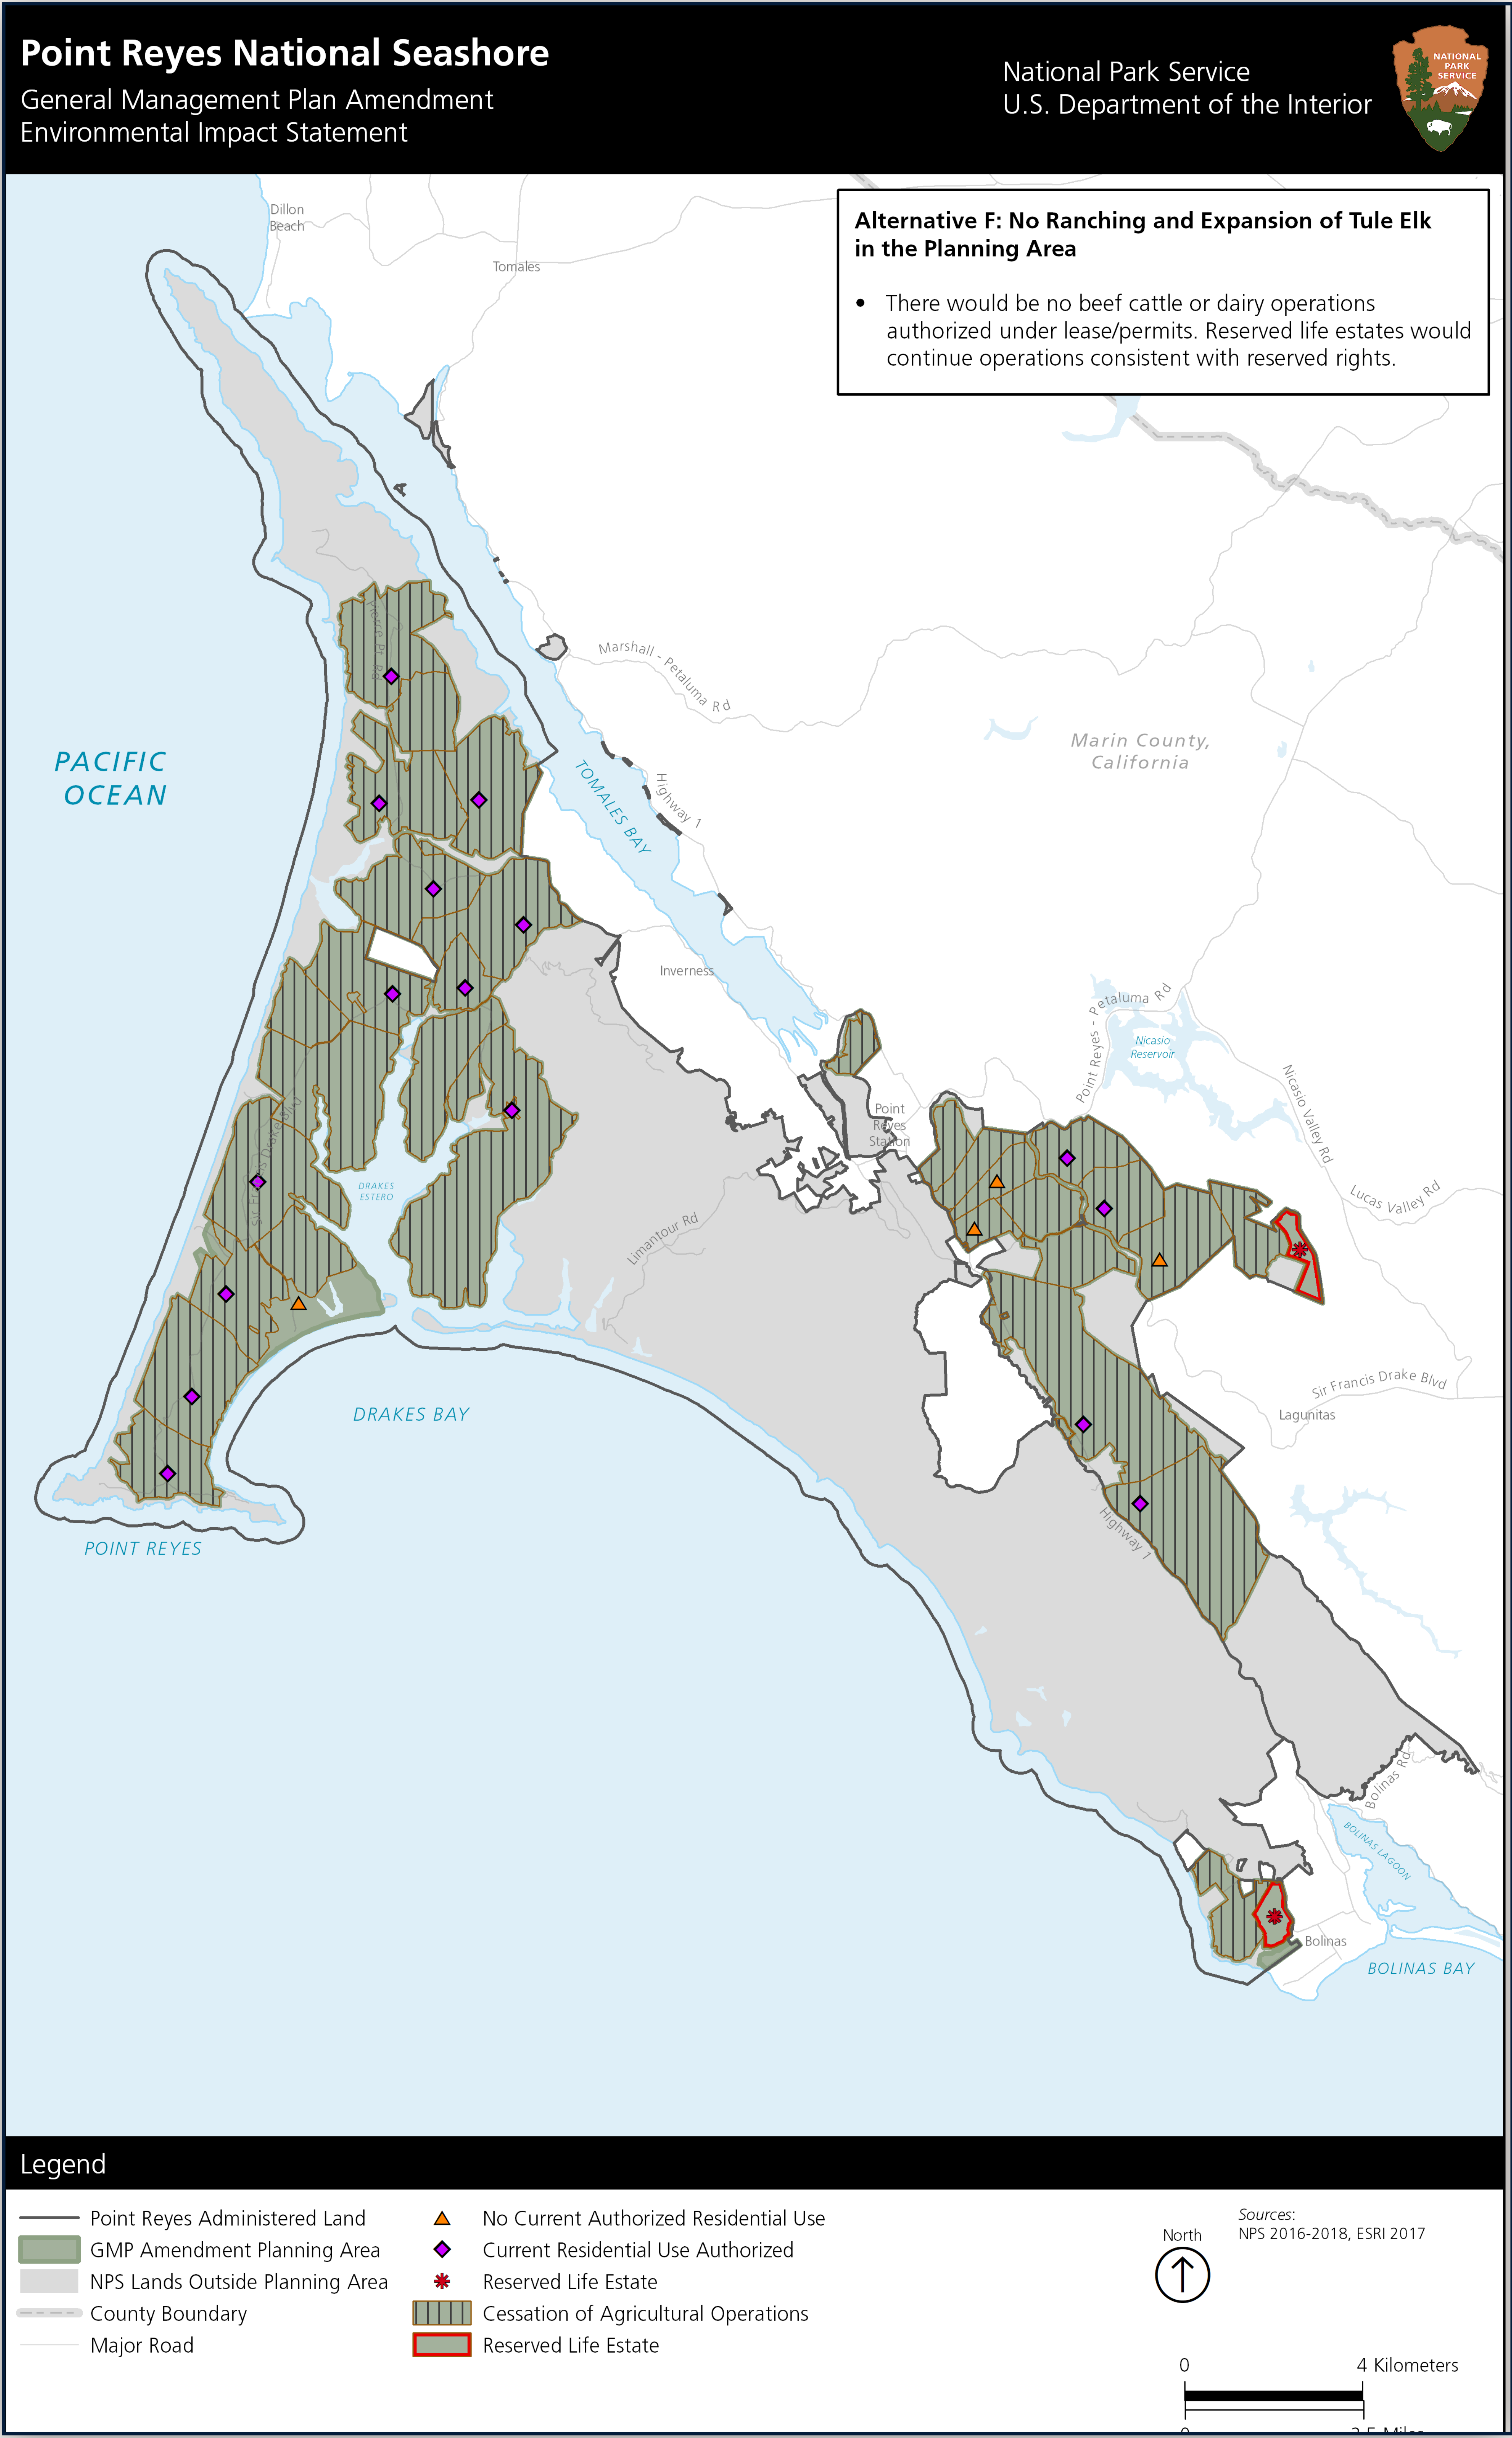 Point Reyes National Seashore
General Management Plan Amendment
Environmental Impact Statement
National Park Service
U.S. Department of the Interior
NATIONAL
PARK
SERVICE
Alternative F: No Ranching and Expansion of Tule Elk
in the Planning Area
• There would be no beef cattle or dairy operations
authorized under lease/permits. Reserved life estates would
continue operations consistent with reserved rights.
Dillon
Beach
Tomales
Pierce Pt Rd
Marshall - Petaluma Rd
PACIFIC
OCEAN
Marin County,
California
TOMALES BAY
Highway 1
Inverness
Point Reyes - Petaluma Rd
Nicasio
Reservoir
Nicasio Valley Rd
Point
Reyes
Station
Sir Francis Drake Blvd
DRAKES
ESTERO
Lucas Valley Rd
Limantour Rd
Sir Francis Drake Blvd
Lagunitas
DRAKES BAY
Highway 1
POINT REYES
Bolinas Rd
BOLINAS LAGOON
Bolinas
BOLINAS BAY
Legend
Point Reyes Administered Land
GMP Amendment Planning Area
NPS Lands Outside Planning Area
County Boundary
Major Road
No Current Authorized Residential Use
Current Residential Use Authorized
Reserved Life Estate
Cessation of Agricultural Operations
Reserved Life Estate
North
Sources:
NPS 2016-2018, ESRI 2017
0 4 Kilometers